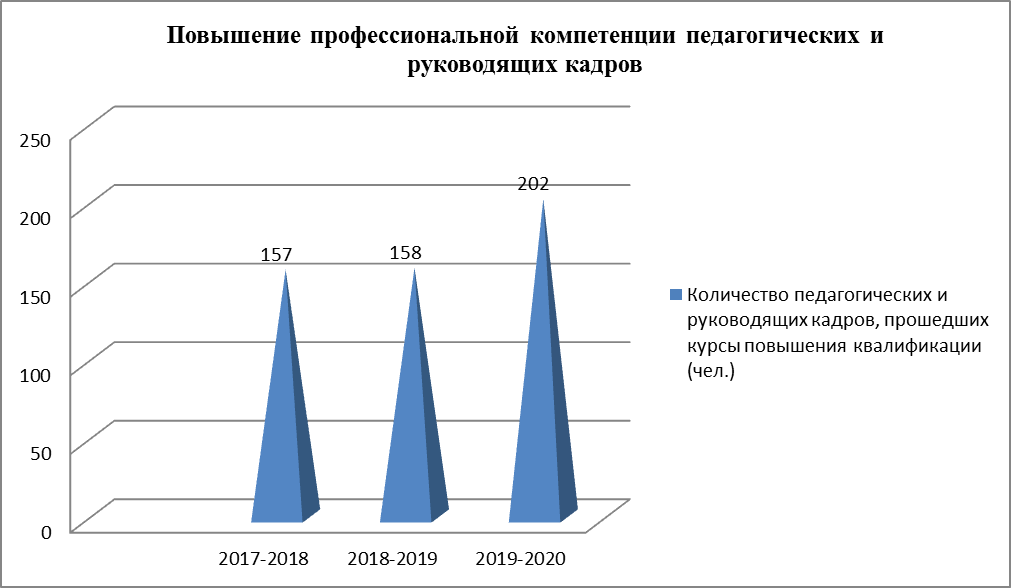 Повышение профессиональной компетенции педагогических и
руководящих кадров
250
200
150
100
50
0
157
158
202
2017-2018
2018-2019
2019-2020
Количество педагогических и
руководящих кадров, прошедших
курсы повышения квалификации
(чел.)